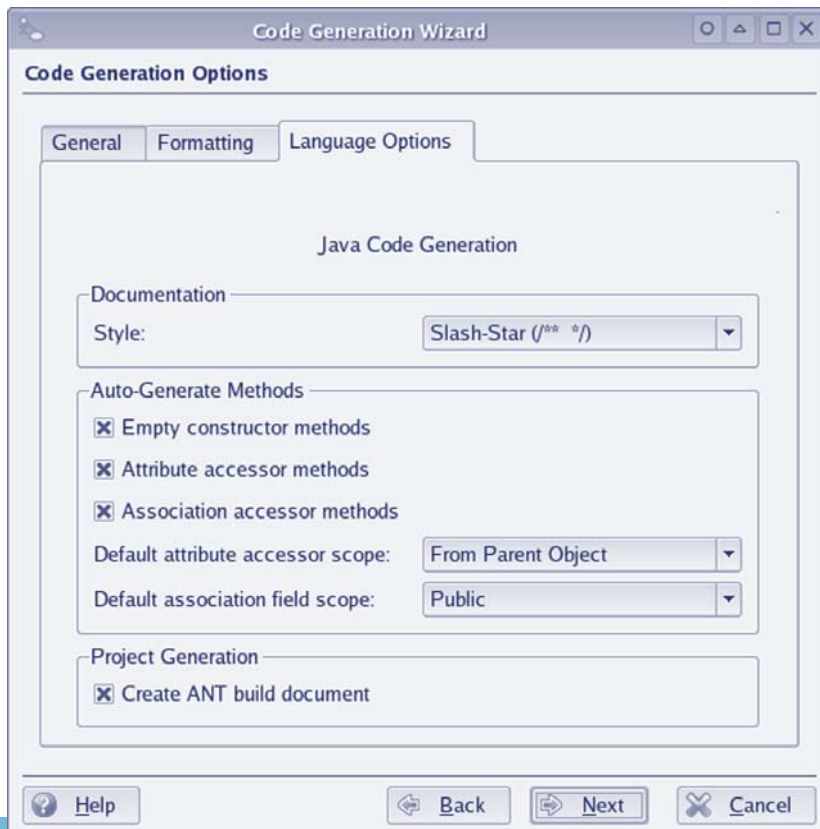 Code Generation Wizard
Code Generation Options
General Formatting Language Options
Java Code Generation
Documentation
Style: Slash-Star (/** */)
Auto-Generate Methods
Empty constructor methods
Attribute accessor methods
Association accessor methods
Default attribute accessor scope: From Parent Object
Default association field scope: Public
Project Generation
Create ANT build document
Help Back Next Cancel